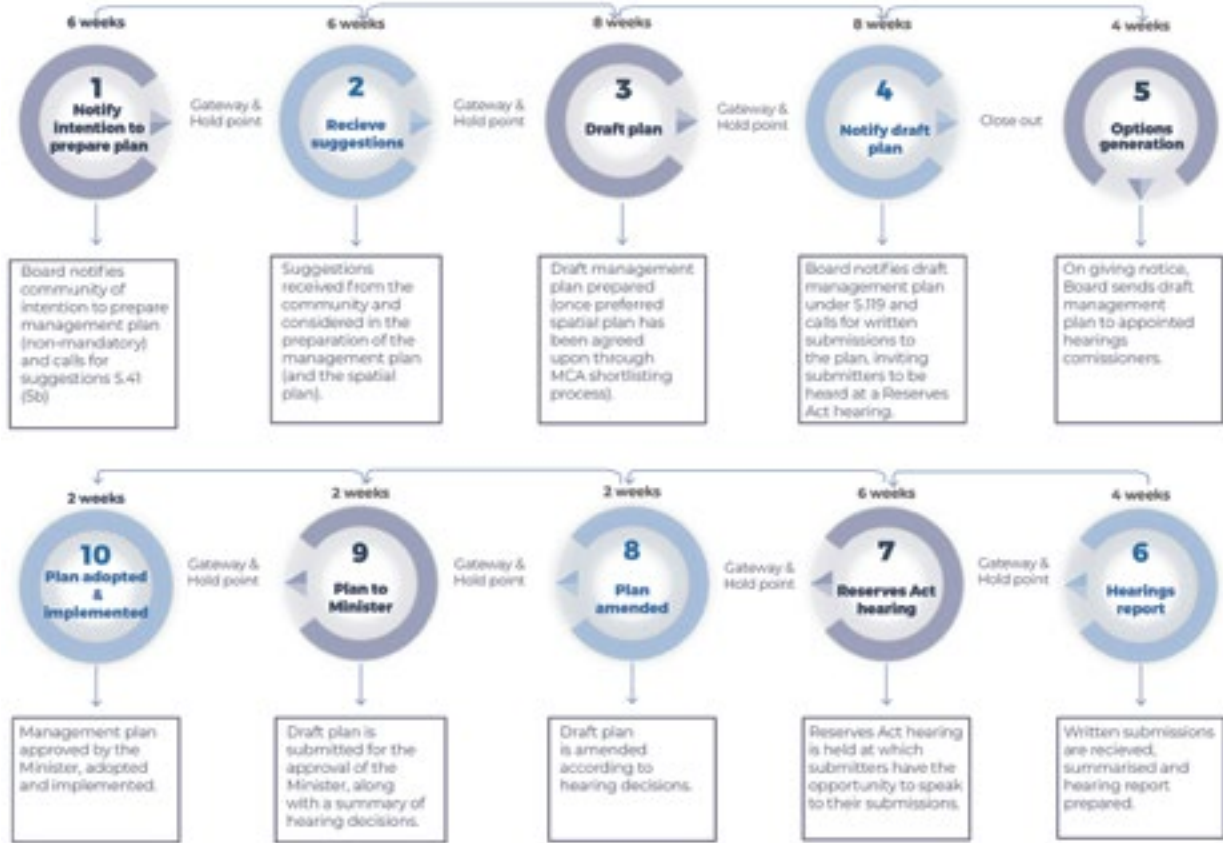 6 weeks
6 weeks
8 weeks
8 weeks
4 weeks
1
Notify
intention to
prepare plan
Gateway &
Hold point
2
Recieve
suggestions
Gateway &
Hold point
3
Draft plan
Gateway &
Hold point
4
Notify draft
plan
Close out
5
Options
generation
Board notifies
community of
intention to prepare
management plan
(non-mandatory)
and calls for
suggestions S.41
(5b)
Suggestions
received from the
community and
considered in the
preparation of the
management plan
(and the spatial
plan).
Draft management
plan prepared
(once preferred
spatial plan has
been agreed
upon through
MCA shortlisting
process).
Board notifies draft
management plan
under S.119 and
calls for written
submissions to
the plan, inviting
submitters to be
heard at a Reserves
Act hearing.
On giving notice,
Board sends draft
management
plan to appointed
hearings
comissioners.
2 weeks
2 weeks
2 weeks
6 weeks
4 weeks
10
Plan adopted
&
implemented
Gateway &
Hold point
9
Plan to
Minister
Gateway &
Hold point
8
Plan
amended
Gateway &
Hold point
7
Reserves Act
hearing
Gateway &
Hold point
6
Hearings
report
Management plan
approved by the
Minister, adopted
and implemented.
Draft plan is
submitted for the
approval of the
Minister, along
with a summary of
hearing decisions.
Draft plan
is amended
according to
hearing decisions.
Reserves Act hearing
is held at which
submitters have the
opportunity to speak
to their submissions.
Written submissions
are recieved,
summarised and
hearing report
prepared.